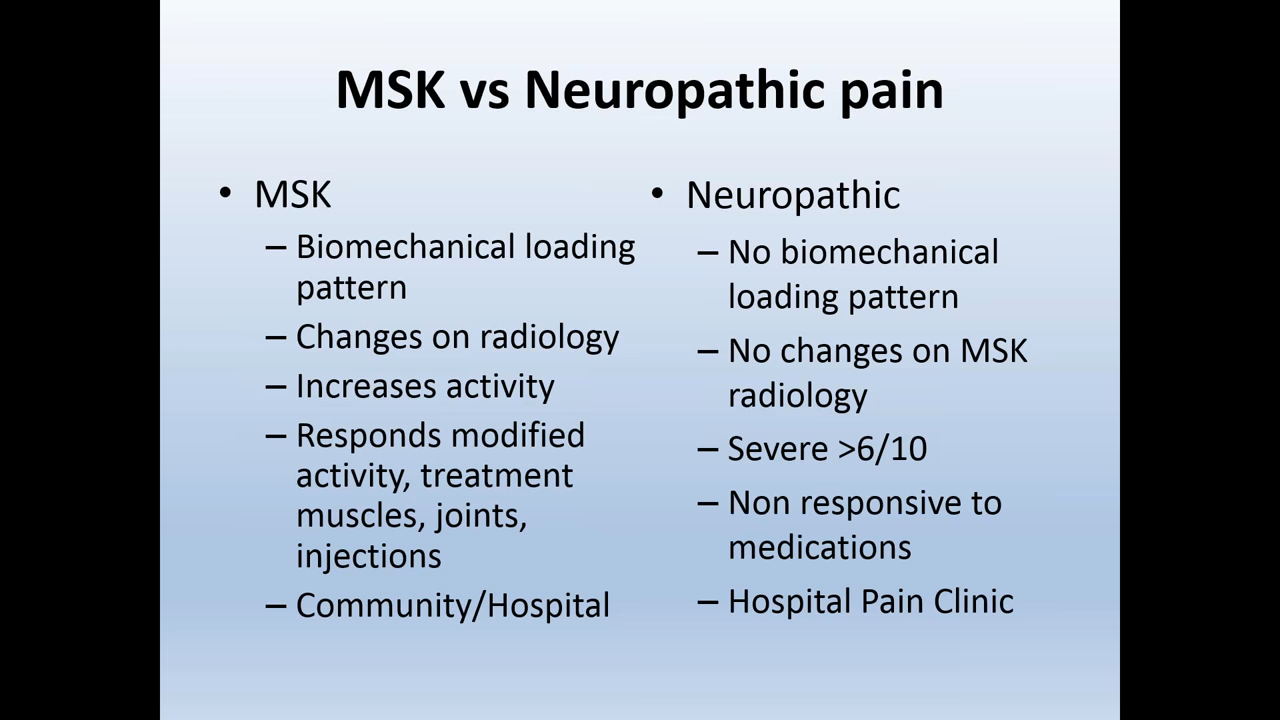 MSK vs Neuropathic pain
• MSK
– Biomechanical loading
pattern
– Changes on radiology
– Increases activity
– Responds modified
activity, treatment
muscles, joints,
injections
– Community/Hospital
• Neuropathic
– No biomechanical
loading pattern
– No changes on MSK
radiology
– Severe >6/10
– Non responsive to
medications
– Hospital Pain Clinic